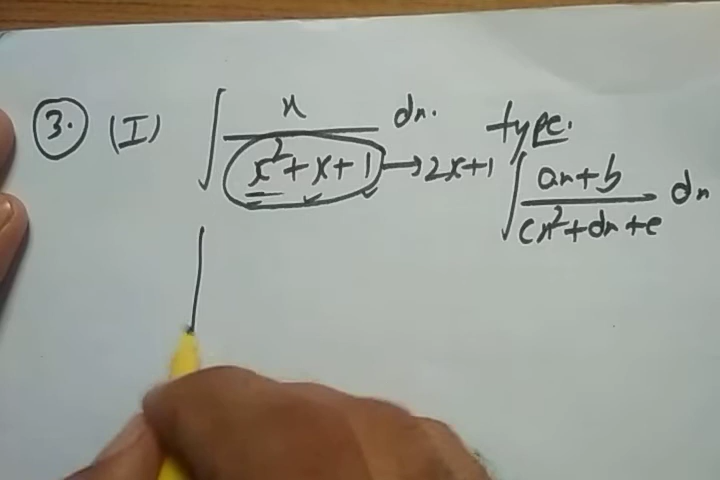 3. (I) ∫ x / (x² + x + 1) dx. → 2x+1
type.
∫ (ax+b) / (cx²+dx+e) dx